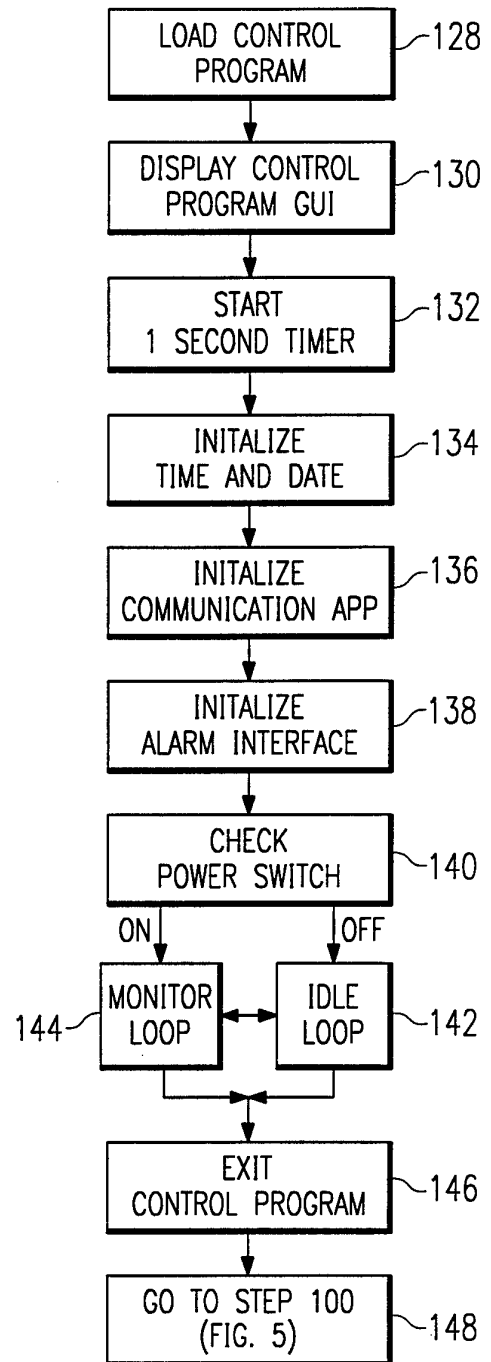 LOAD CONTROL
PROGRAM
128
DISPLAY CONTROL
PROGRAM GUI
130
START
1 SECOND TIMER
132
INITALIZE
TIME AND DATE
134
INITALIZE
COMMUNICATION APP
136
INITALIZE
ALARM INTERFACE
138
CHECK
POWER SWITCH
140
ON
OFF
144
MONITOR
LOOP
IDLE
LOOP
142
EXIT
CONTROL PROGRAM
146
GO TO STEP 100
(FIG. 5)
148